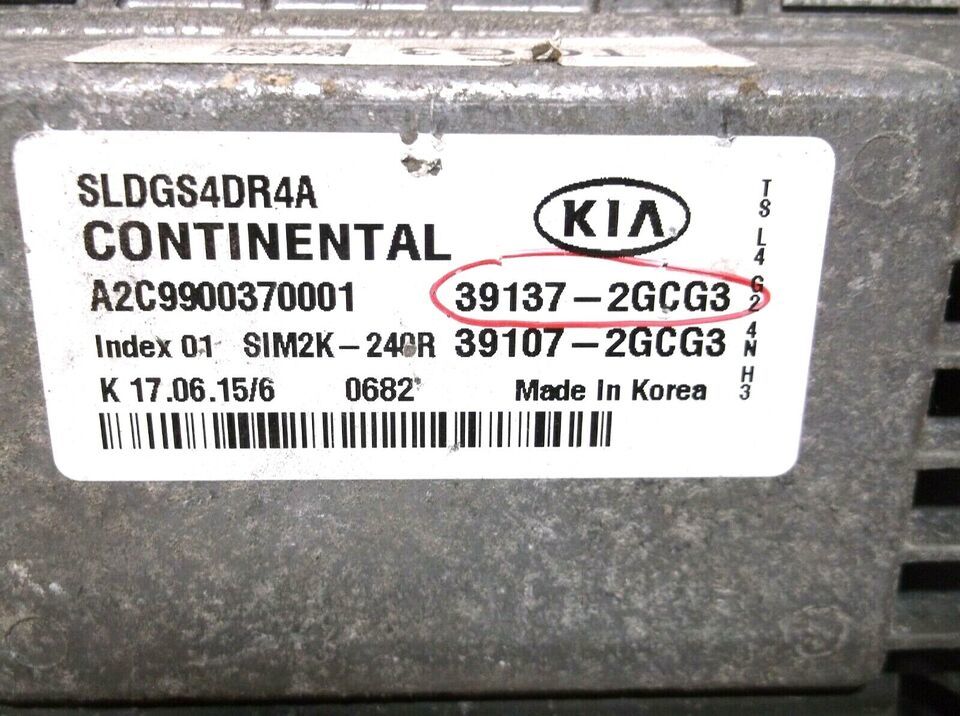 SLDGS4DR4A
KIA
CONTINENTAL
A2C9900370001 39137-2GCG3
Index 01 SIM2K-240R 39107-2GCG3
K 17.06.15/6 0682 Made In Korea
TS L4 G2 4N H3